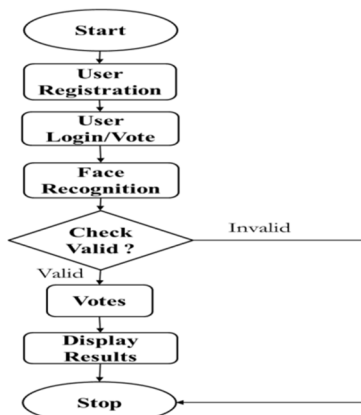 Start
User
Registration
User
Login/Vote
Face
Recognition
Check
Valid ?
Invalid
Valid
Votes
Display
Results
Stop